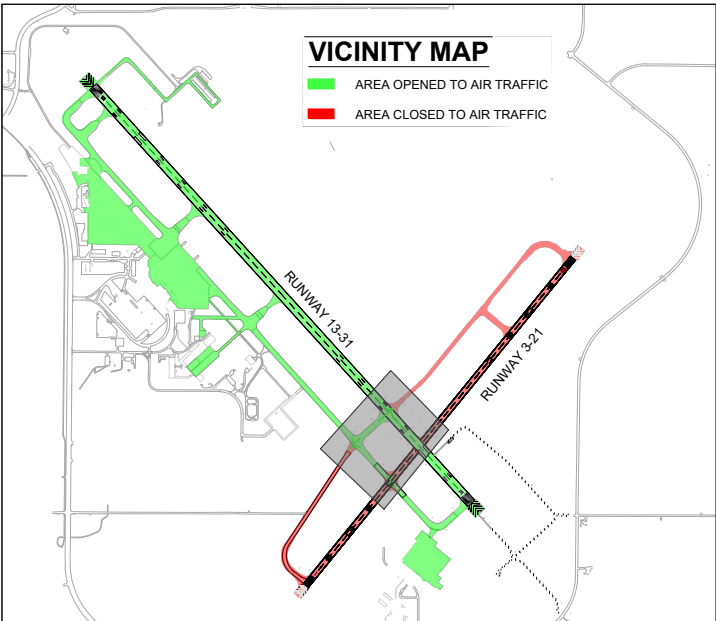 VICINITY MAP
AREA OPENED TO AIR TRAFFIC
AREA CLOSED TO AIR TRAFFIC
RUNWAY 13-31
RUNWAY 3-21